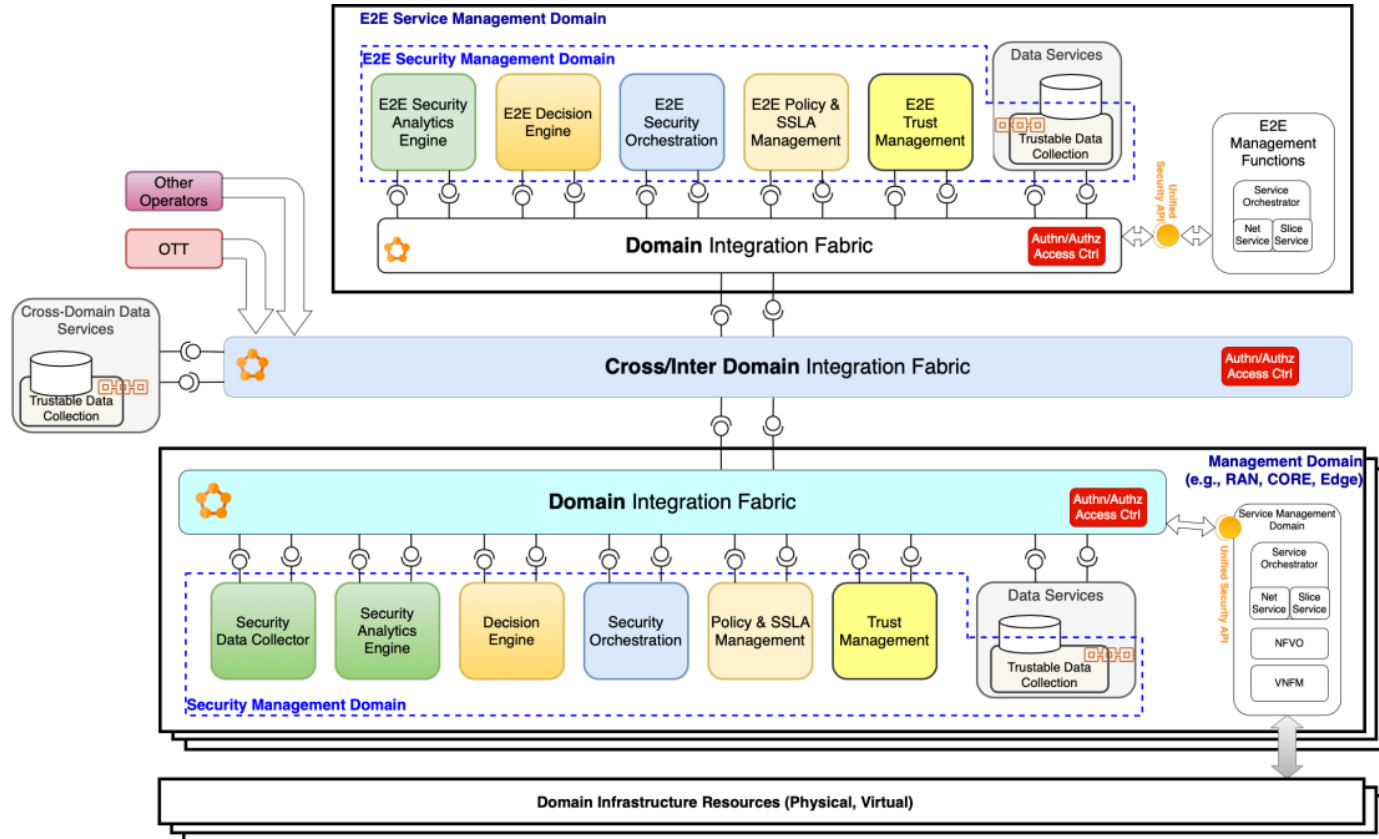 E2E Service Management Domain
E2E Security Management Domain
E2E Security
Analytics
Engine
E2E Decision
Engine
E2E
Security
Orchestration
E2E Policy &
SSLA
Management
E2E
Trust
Management
Data Services
Trustable Data
Collection
Unified
Security API
E2E
Management
Functions
Service
Orchestrator
Net
Service
Slice
Service
Domain Integration Fabric
Authn/Authz
Access Ctrl
Other
Operators
OTT
Cross-Domain Data
Services
Trustable Data
Collection
Cross/Inter Domain Integration Fabric
Authn/Authz
Access Ctrl
Management Domain
(e.g., RAN, CORE, Edge)
Domain Integration Fabric
Authn/Authz
Access Ctrl
Unified Security API
Service Management
Domain
Service
Orchestrator
Net
Service
Slice
Service
NFVO
VNFM
Security
Data Collector
Security
Analytics
Engine
Decision
Engine
Security
Orchestration
Policy & SSLA
Management
Trust
Management
Data Services
Trustable Data
Collection
Security Management Domain
Domain Infrastructure Resources (Physical, Virtual)